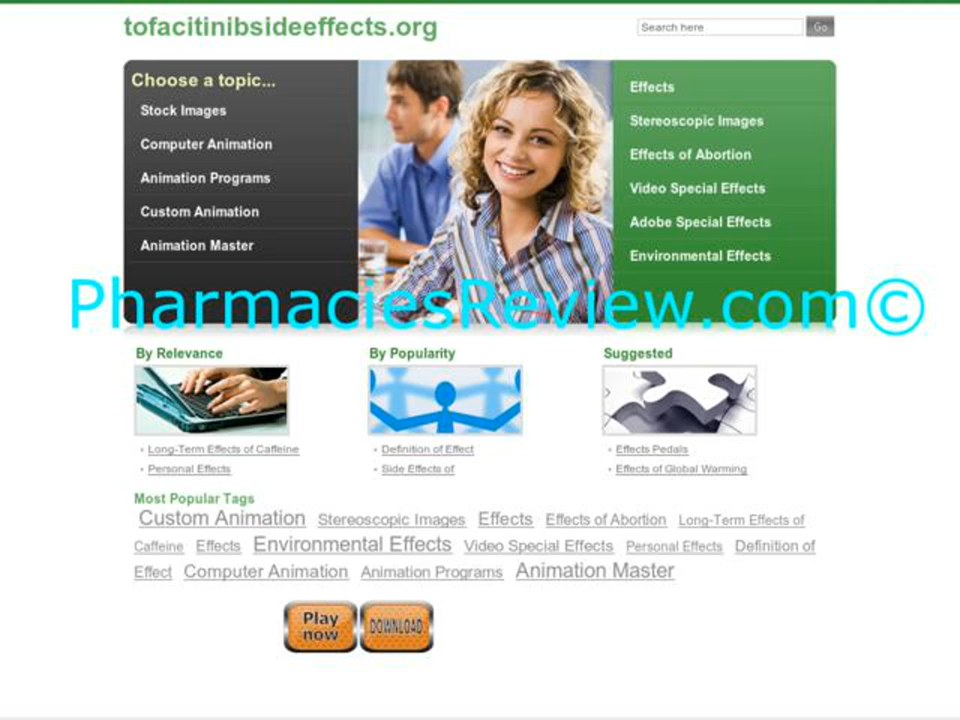 tofacitinibsideeffects.org
Search here
Go
Choose a topic...
Stock Images
Computer Animation
Animation Programs
Custom Animation
Animation Master
Effects
Stereoscopic Images
Effects of Abortion
Video Special Effects
Adobe Special Effects
Environmental Effects
PharmaciesReview.com©
By Relevance
Long-Term Effects of Caffeine
Personal Effects
By Popularity
Definition of Effect
Side Effects of
Suggested
Effects Pedals
Effects of Global Warming
Most Popular Tags
Custom Animation Stereoscopic Images Effects Effects of Abortion Long-Term Effects of
Caffeine Effects Environmental Effects Video Special Effects Personal Effects Definition of
Effect Computer Animation Animation Programs Animation Master
Play
now
DOWNLOAD